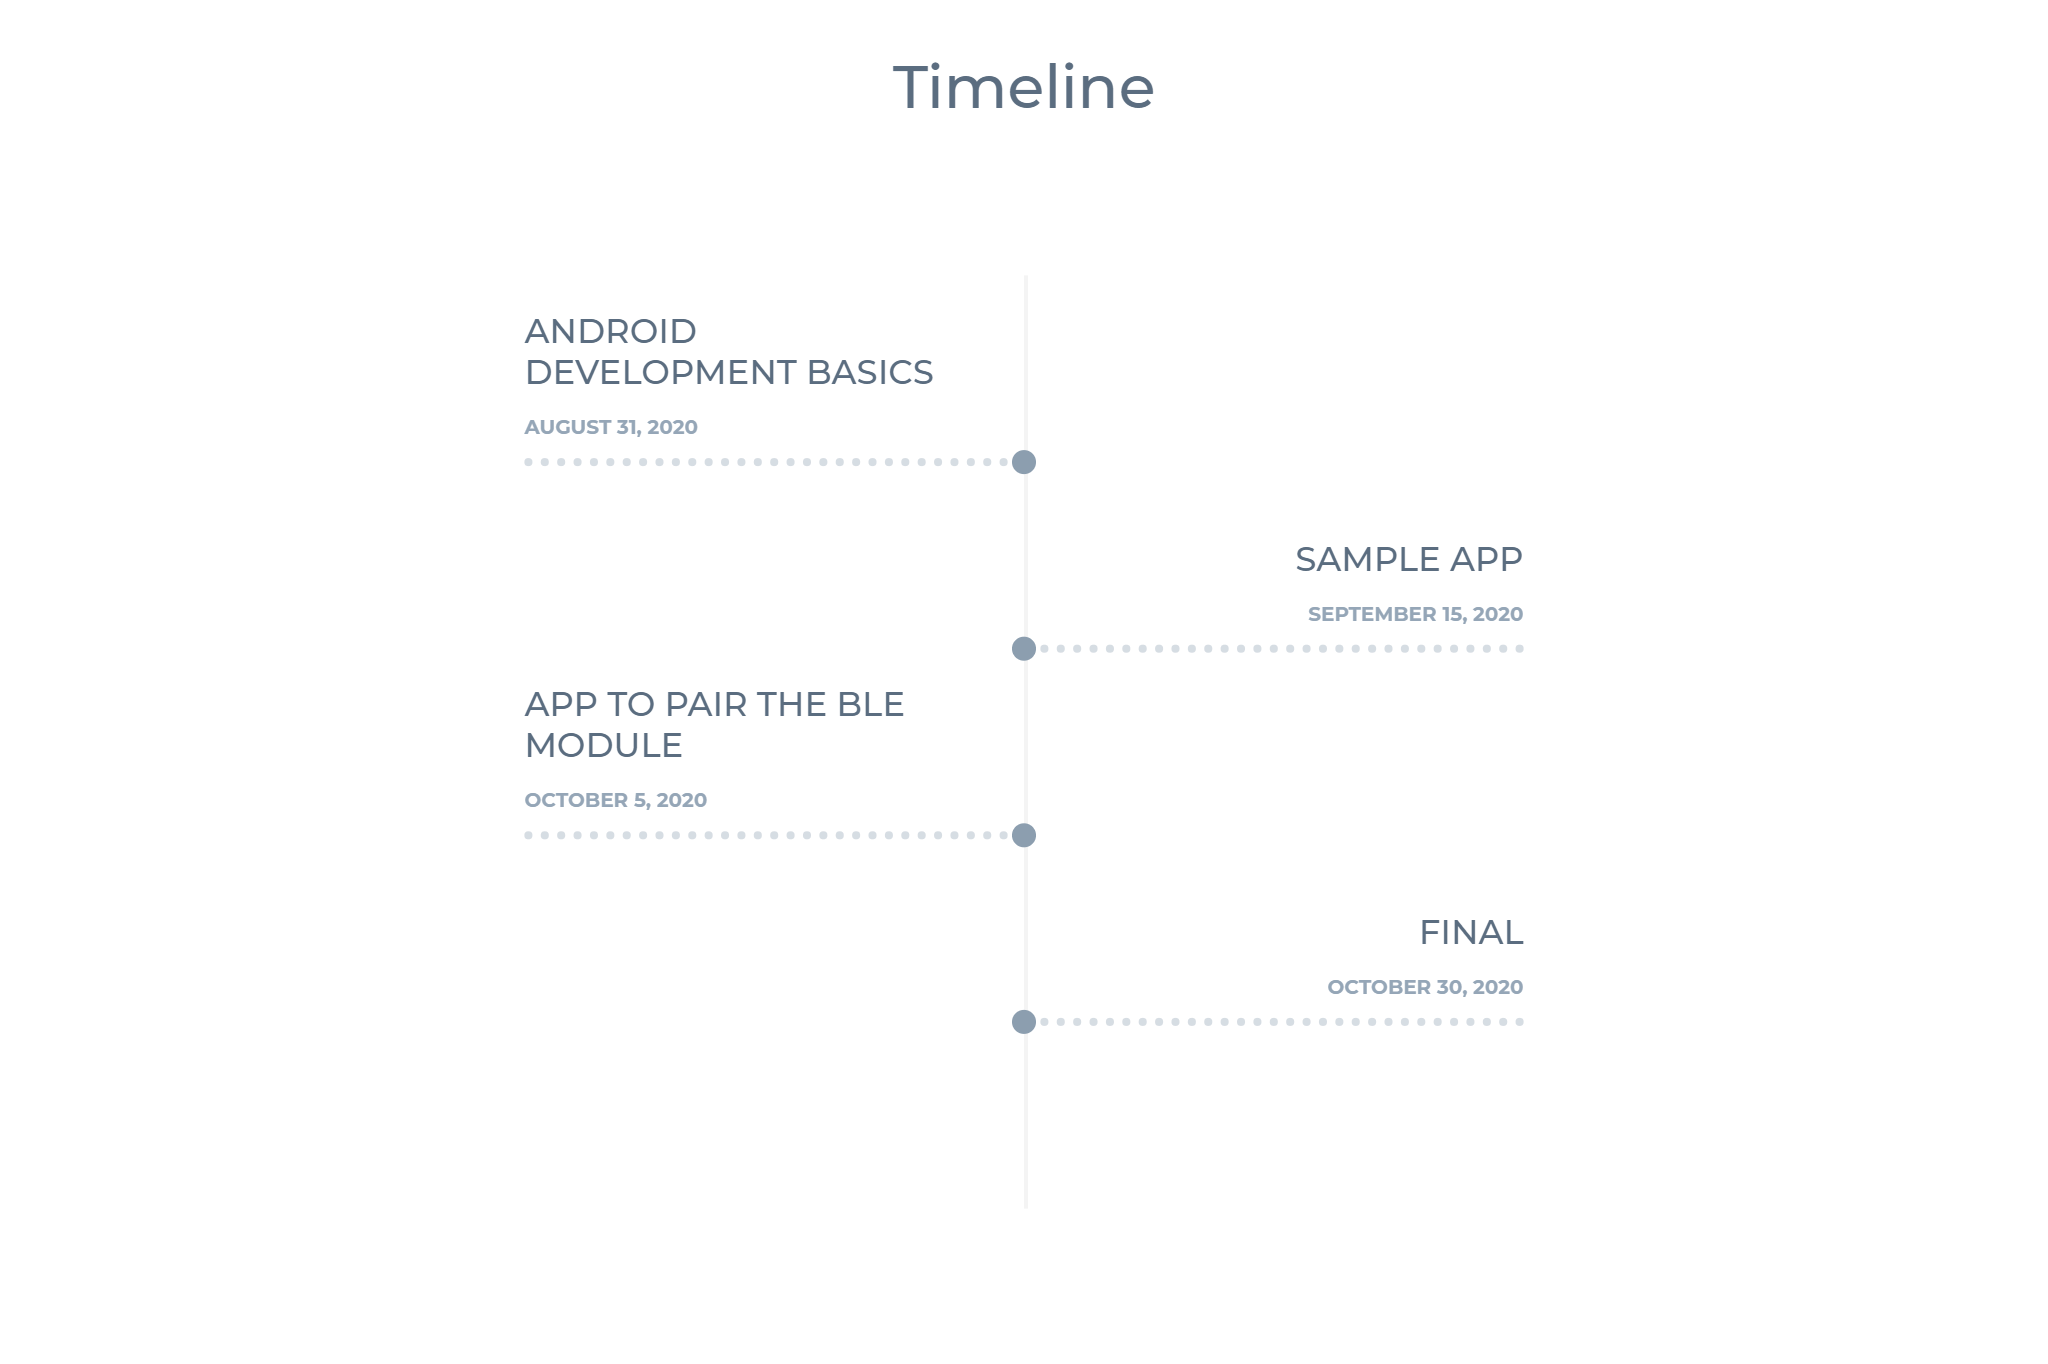 Timeline
ANDROID
DEVELOPMENT BASICS
AUGUST 31, 2020
SAMPLE APP
SEPTEMBER 15, 2020
APP TO PAIR THE BLE
MODULE
OCTOBER 5, 2020
FINAL
OCTOBER 30, 2020